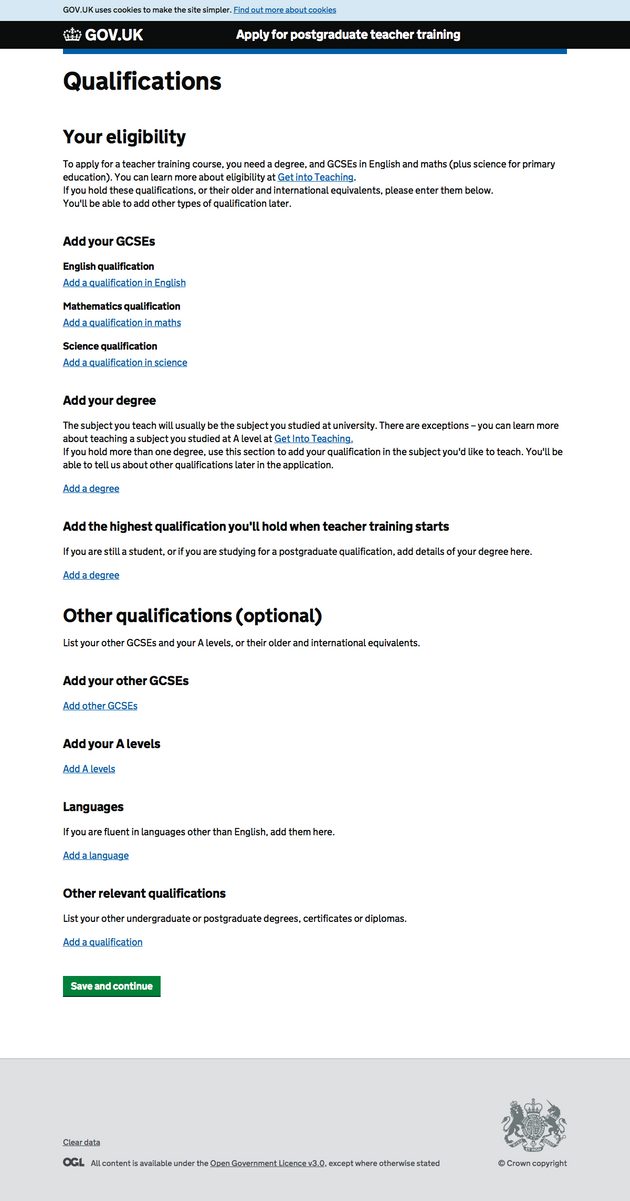 GOV.UK uses cookies to make the site simpler. Find out more about cookies
GOV.UK Apply for postgraduate teacher training
Qualifications
Your eligibility
To apply for a teacher training course, you need a degree, and GCSEs in English and maths (plus science for primary
education). You can learn more about eligibility at Get into Teaching.
If you hold these qualifications, or their older and international equivalents, please enter them below.
You'll be able to add other types of qualification later.
Add your GCSEs
English qualification
Add a qualification in English
Mathematics qualification
Add a qualification in maths
Science qualification
Add a qualification in science
Add your degree
The subject you teach will usually be the subject you studied at university. There are exceptions – you can learn more
about teaching a subject you studied at A level at Get Into Teaching.
If you hold more than one degree, use this section to add your qualification in the subject you'd like to teach. You'll be
able to tell us about other qualifications later in the application.
Add a degree
Add the highest qualification you'll hold when teacher training starts
If you are still a student, or if you are studying for a postgraduate qualification, add details of your degree here.
Add a degree
Other qualifications (optional)
List your other GCSEs and your A levels, or their older and international equivalents.
Add your other GCSEs
Add other GCSEs
Add your A levels
Add A levels
Languages
If you are fluent in languages other than English, add them here.
Add a language
Other relevant qualifications
List your other undergraduate or postgraduate degrees, certificates or diplomas.
Add a qualification
Save and continue
Clear data
OGL All content is available under the Open Government Licence v3.0, except where otherwise stated
© Crown copyright